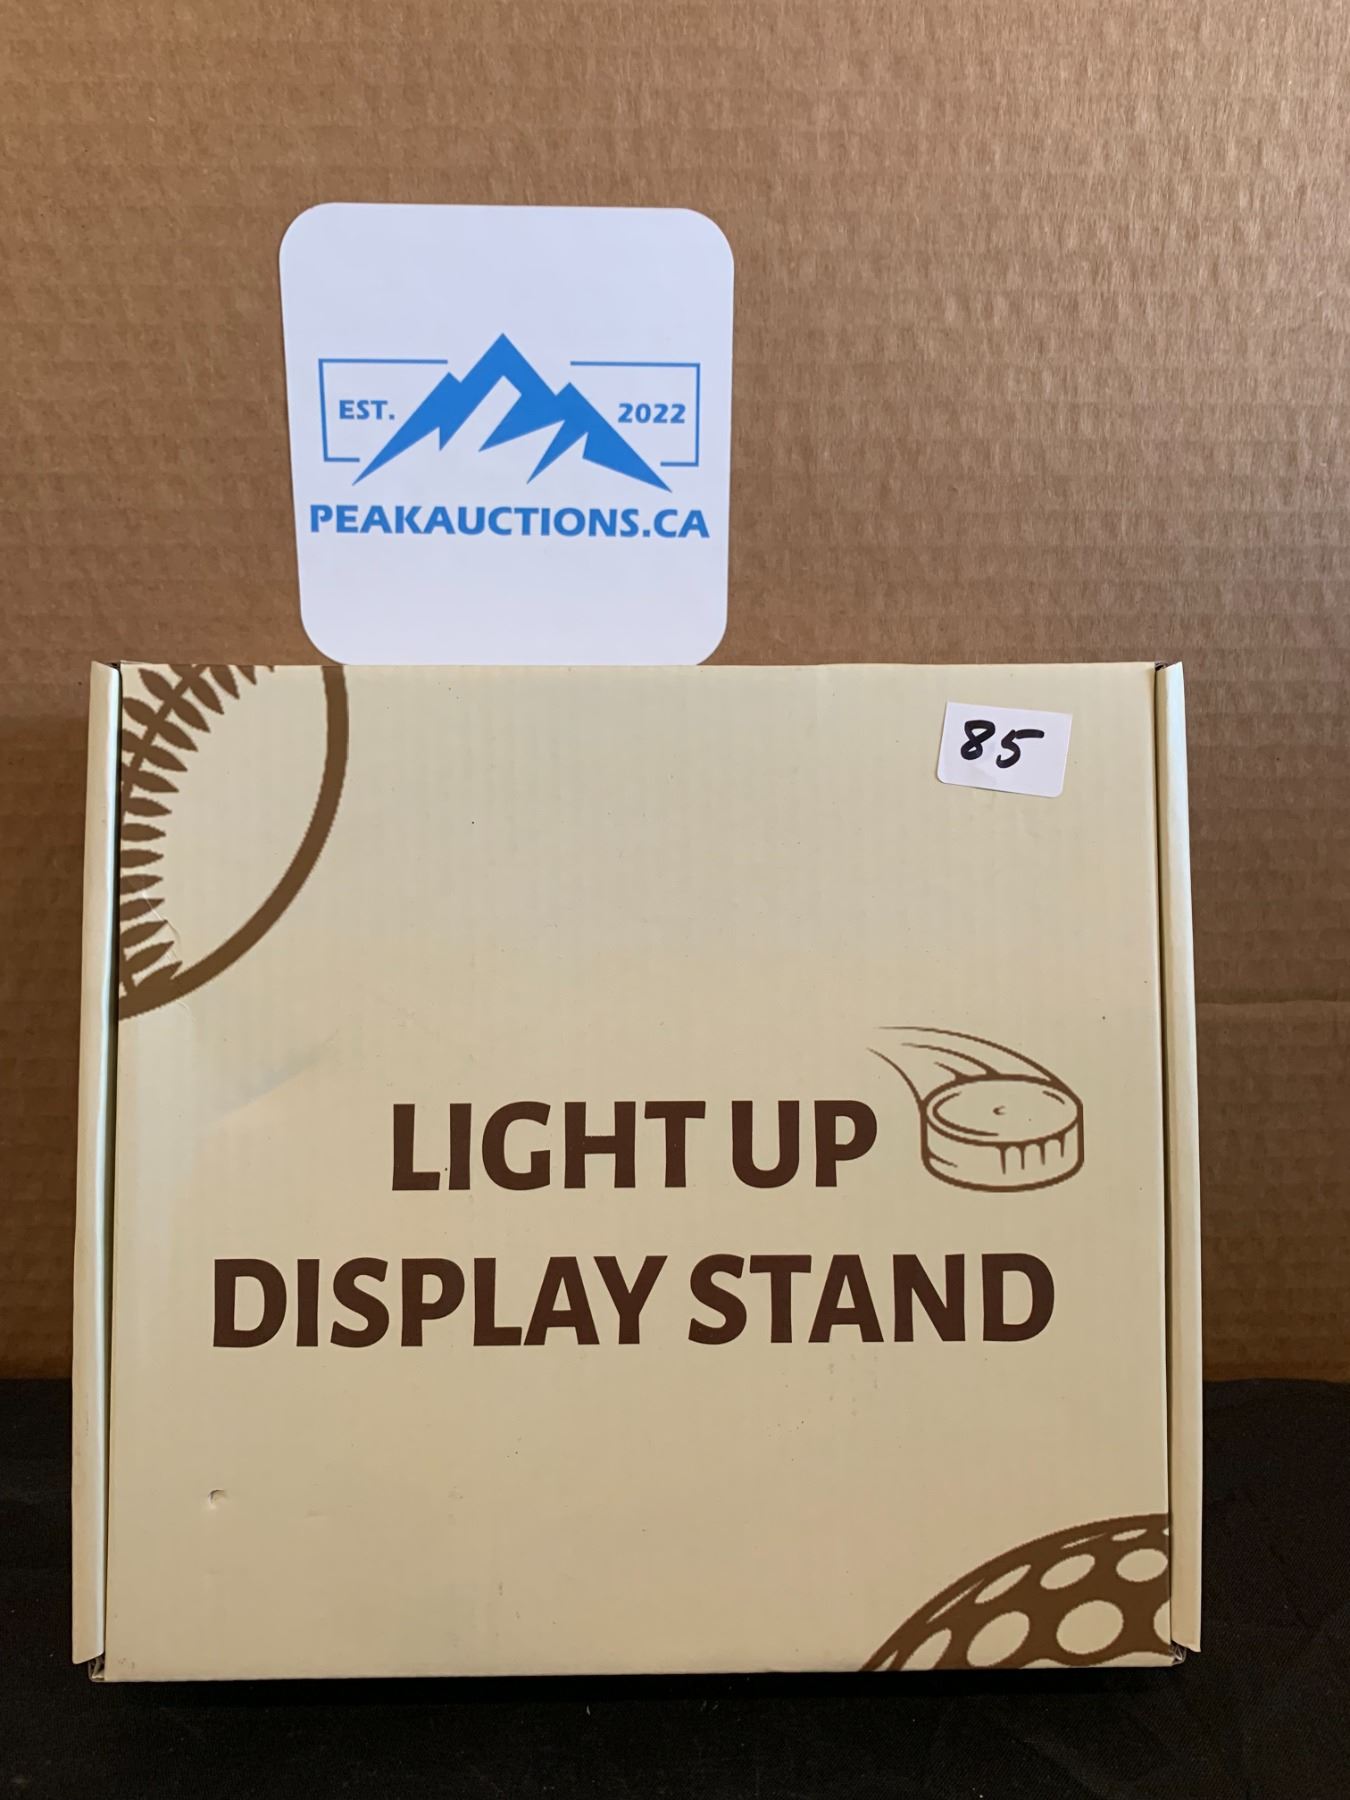 EST.
2022
PEAKAUCTIONS.CA
85
LIGHT UP
DISPLAY STAND